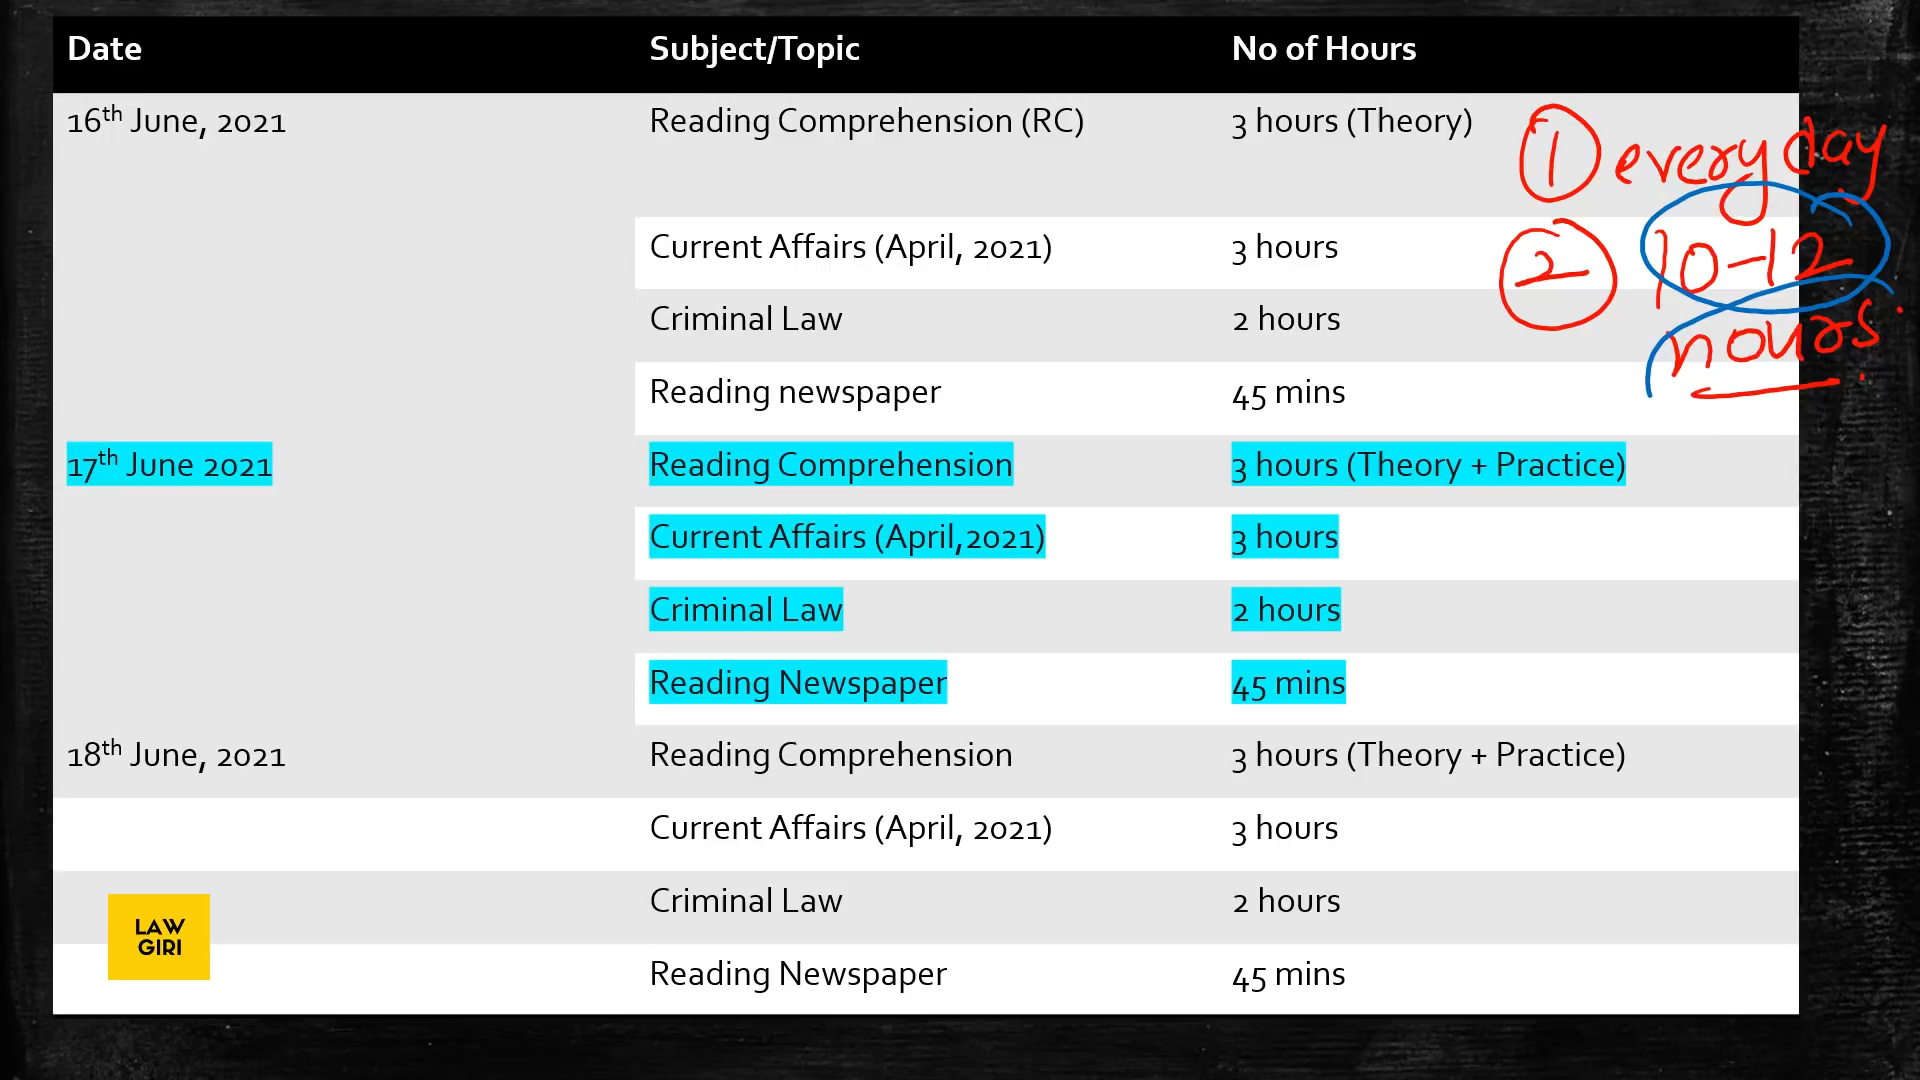 Date Subject/Topic No of Hours
16th June, 2021 Reading Comprehension (RC) 3 hours (Theory)
1 everyday
Current Affairs (April, 2021) 3 hours
2 10-12
hours.
Criminal Law 2 hours
Reading newspaper 45 mins
17th June 2021 Reading Comprehension 3 hours (Theory + Practice)
Current Affairs (April,2021) 3 hours
Criminal Law 2 hours
Reading Newspaper 45 mins
18th June, 2021 Reading Comprehension 3 hours (Theory + Practice)
Current Affairs (April, 2021) 3 hours
Criminal Law 2 hours
LAW
GIRI
Reading Newspaper 45 mins